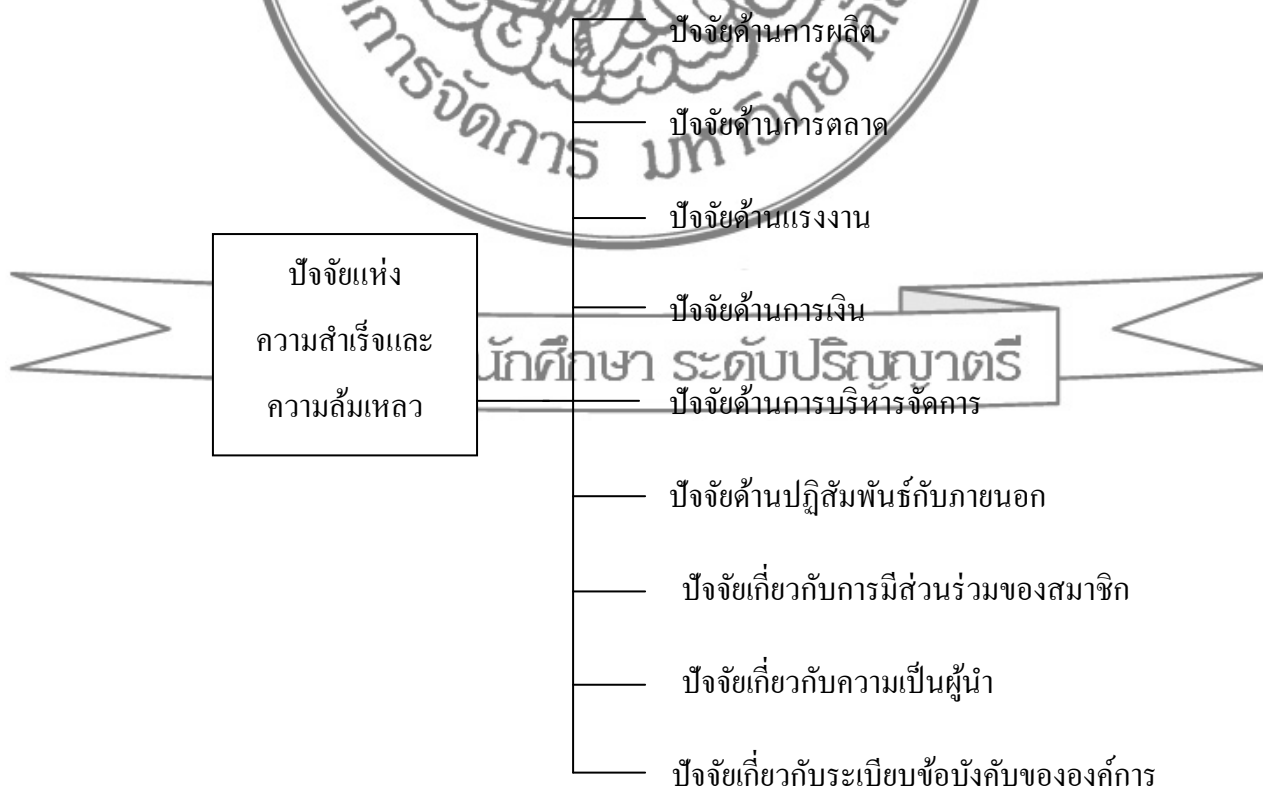 ปัจจัยด้านการผลิต
การจัดการ
ปัจจัยด้านการตลาด
ปัจจัยด้านแรงงาน
ปัจจัยแห่ง
ความสำเร็จและ
ความล้มเหลว
ปัจจัยด้านการเงิน
นักศึกษา ระดับปริญญาตรี
ปัจจัยด้านการบริหารจัดการ
ปัจจัยด้านปฏิสัมพันธ์กับภายนอก
ปัจจัยเกี่ยวกับการมีส่วนร่วมของสมาชิก
ปัจจัยเกี่ยวกับความเป็นผู้นำ
ปัจจัยเกี่ยวกับระเบียบข้อบังคับขององค์การ